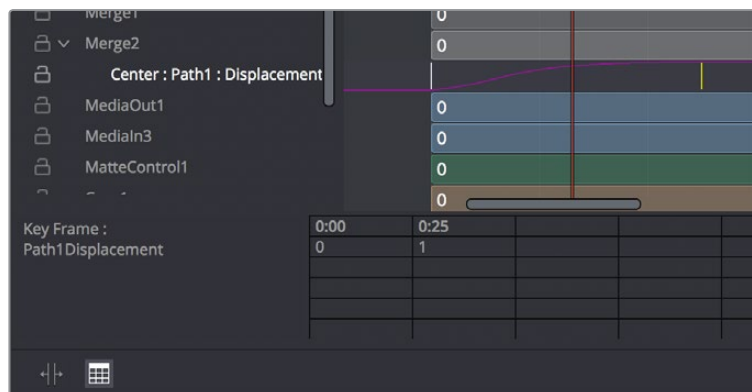 Merge1 0
Merge2 0
Center : Path1 : Displacement
MediaOut1 0
MediaIn3 0
MatteControl1 0
0
Key Frame : 0:00 0:25
Path1Displacement 0 1